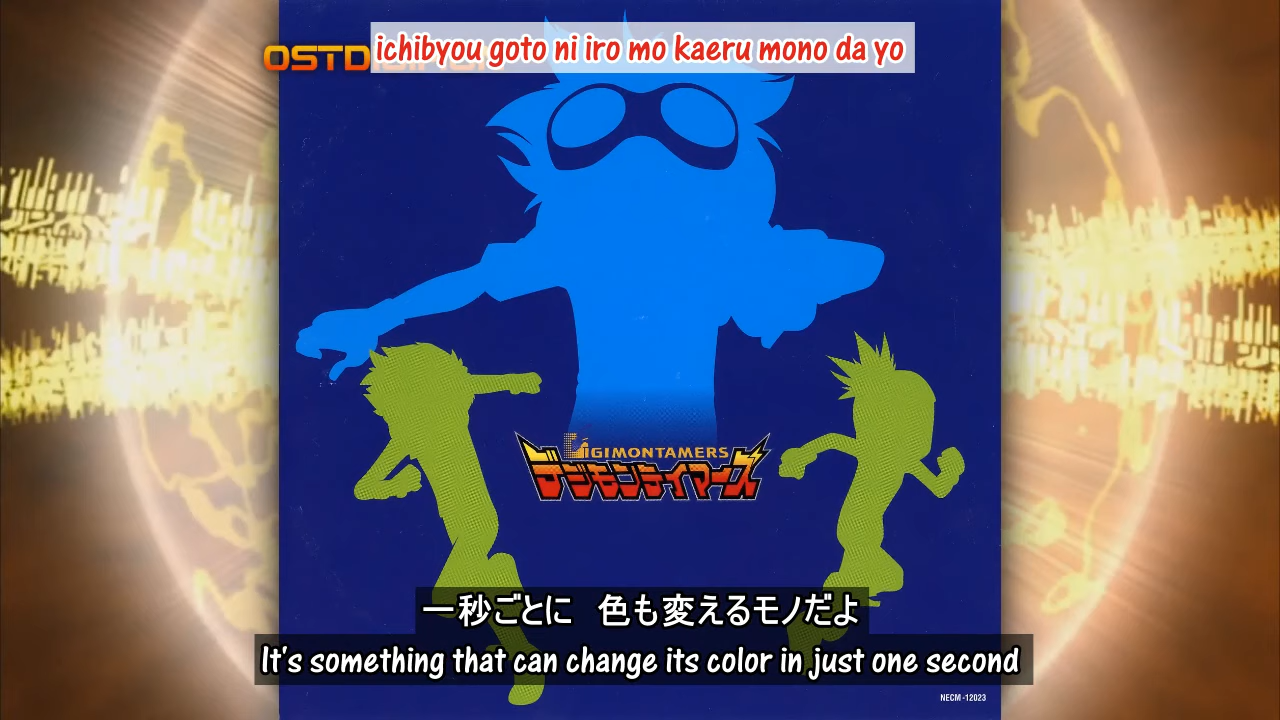 ichibyou goto ni iro mo kaeru mono da yo
OSTD
DIGIMONTAMERS
デジモンテイマーズ
一秒ごとに 色も変えるモノだよ
It's something that can change its color in just one second
NECM-12023